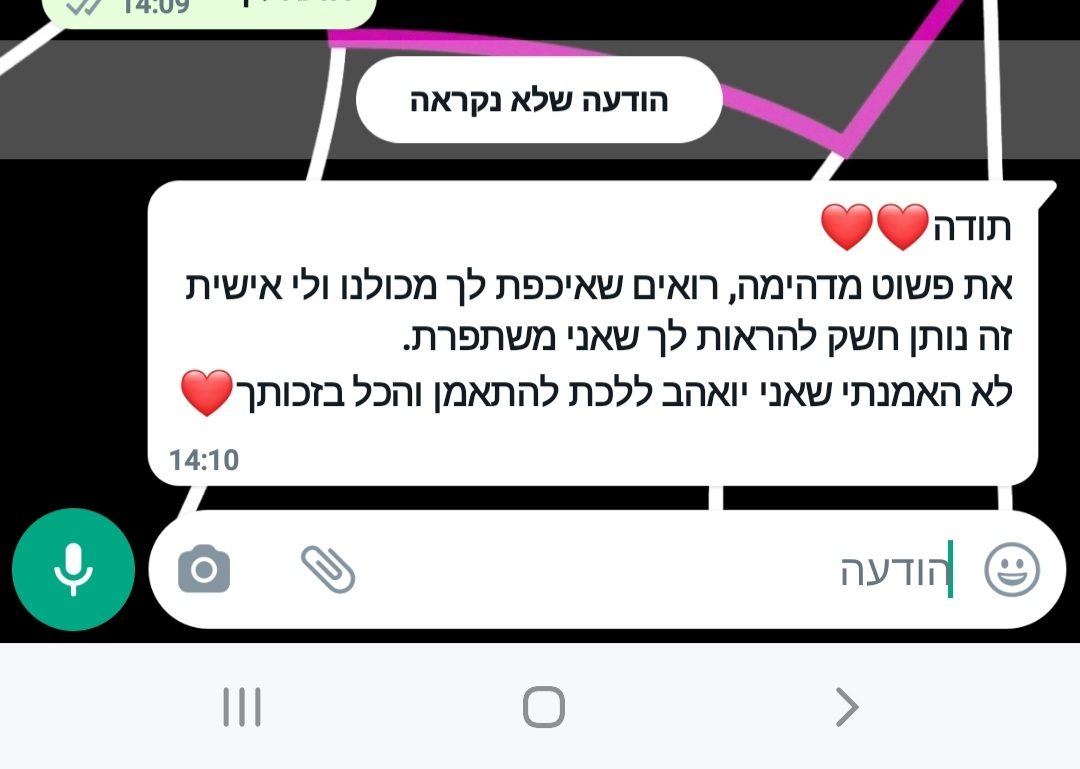 14:09
הודעה שלא נקראה
תודה❤️❤️
את פשוט מדהימה, רואים שאיכפת לך מכולנו ולי אישית
זה נותן חשק להראות לך שאני משתפרת.
לא האמנתי שאני יואהב ללכת להתאמן והכל בזכותך❤️
14:10
הודעה